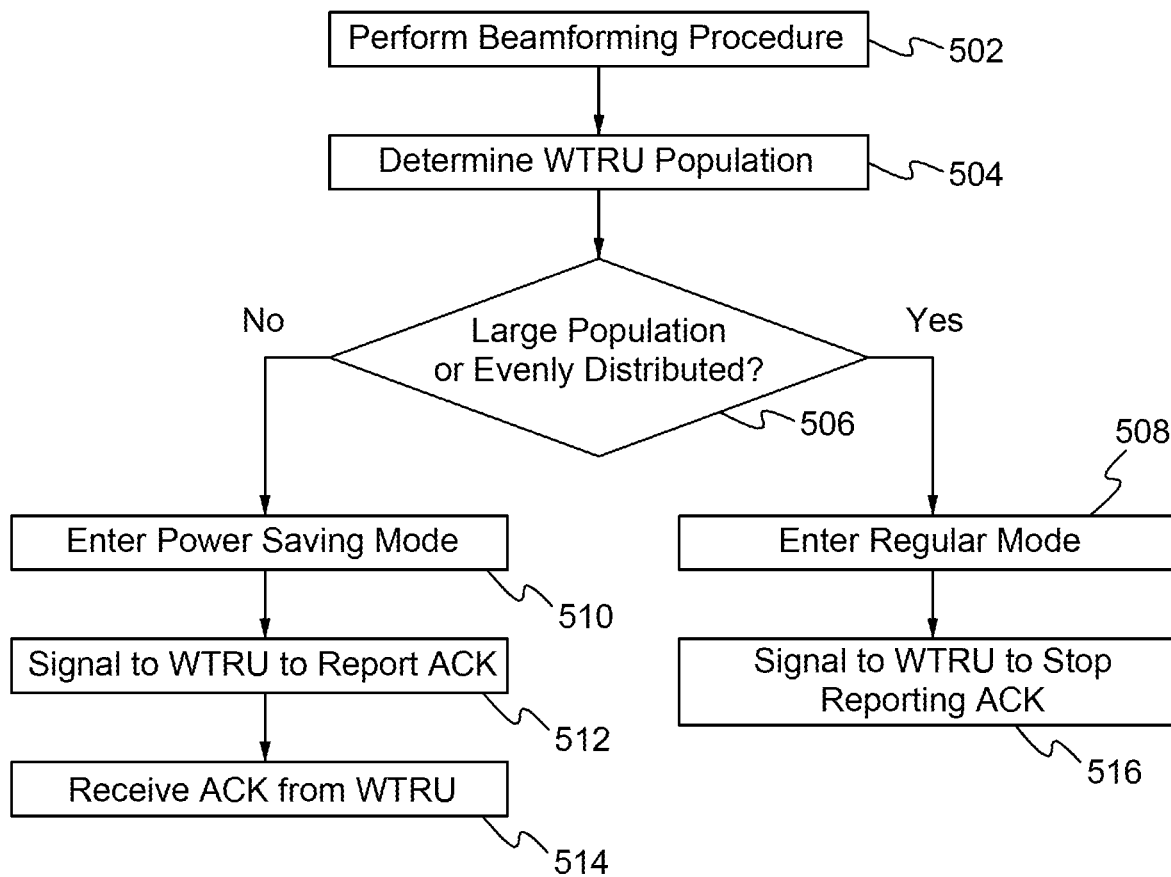 Perform Beamforming Procedure
502
Determine WTRU Population
504
No
Large Population
or Evenly Distributed?
Yes
506
508
Enter Power Saving Mode
510
Enter Regular Mode
Signal to WTRU to Report ACK
512
Signal to WTRU to Stop
Reporting ACK
516
Receive ACK from WTRU
514